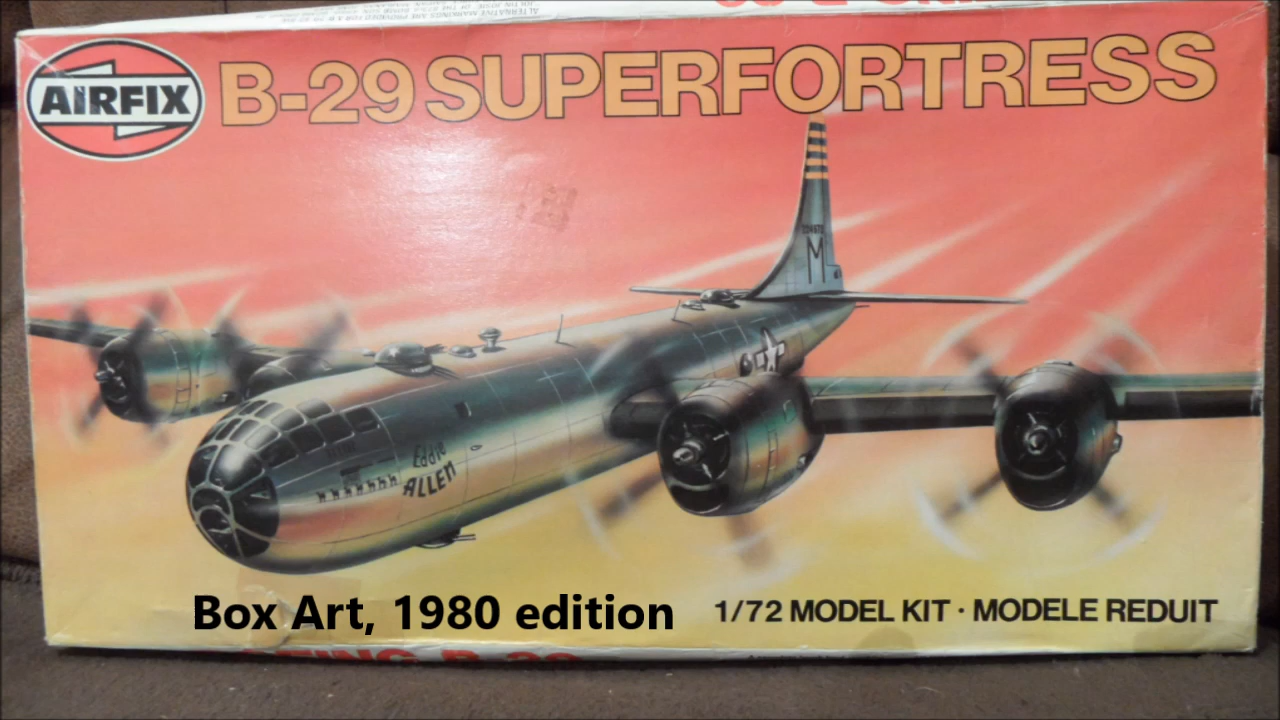 AIRFIX
B-29 SUPERFORTRESS
M
Eddie
ALLEN
Box Art, 1980 edition
1/72 MODEL KIT · MODELE REDUIT